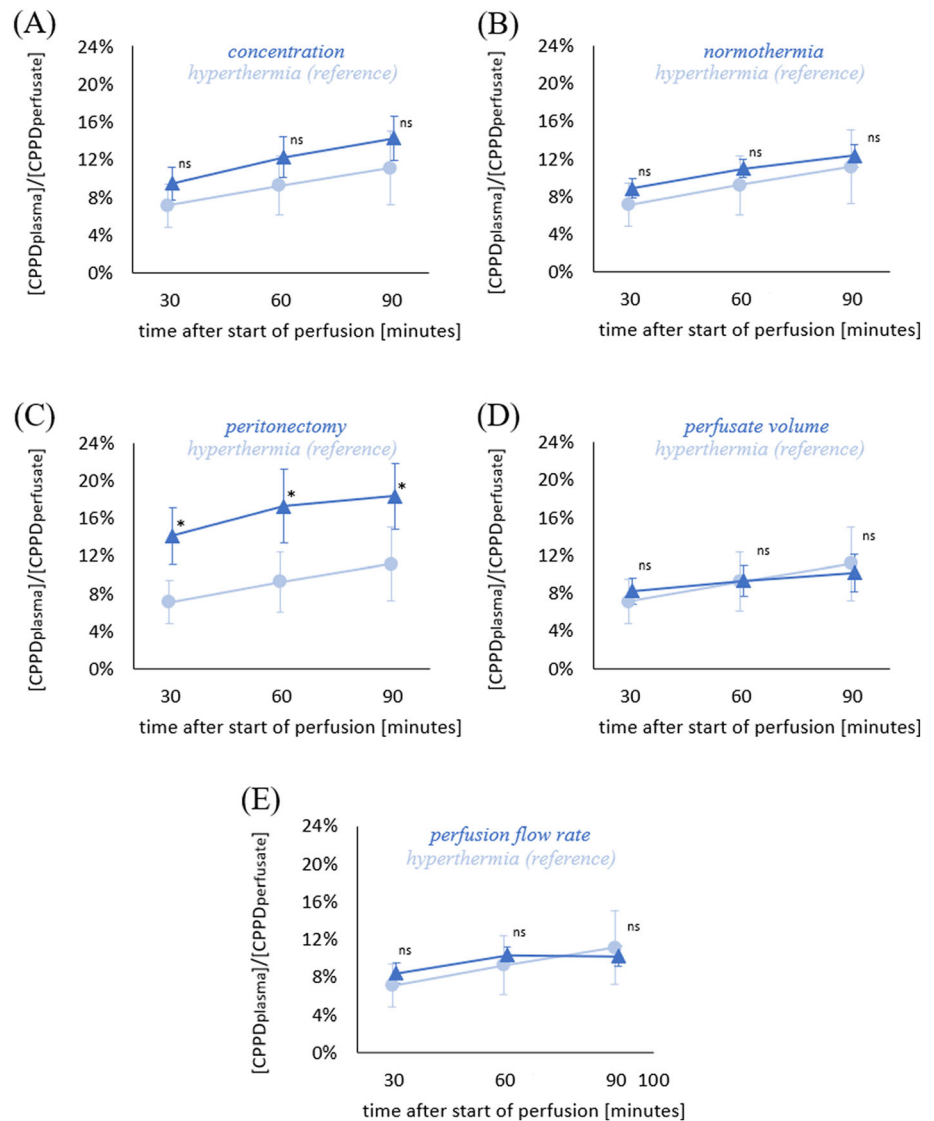 (A)
[CPPDplasma]/[CPPDperfusate]
24%
20%
16%
12%
8%
4%
0%
concentration
hyperthermia (reference)
ns
ns
ns
30 60 90
time after start of perfusion [minutes]
(B)
[CPPDplasma]/[CPPDperfusate]
24%
20%
16%
12%
8%
4%
0%
normothermia
hyperthermia (reference)
ns
ns
ns
30 60 90
time after start of perfusion [minutes]
(C)
[CPPDplasma]/[CPPDperfusate]
24%
20%
16%
12%
8%
4%
0%
peritonectomy
hyperthermia (reference)
*
*
*
30 60 90
time after start of perfusion [minutes]
(D)
[CPPDplasma]/[CPPDperfusate]
24%
20%
16%
12%
8%
4%
0%
perfusate volume
hyperthermia (reference)
ns
ns
ns
30 60 90
time after start of perfusion [minutes]
(E)
[CPPDplasma]/[CPPDperfusate]
24%
20%
16%
12%
8%
4%
0%
perfusion flow rate
hyperthermia (reference)
ns
ns
ns
30 60 90 100
time after start of perfusion [minutes]